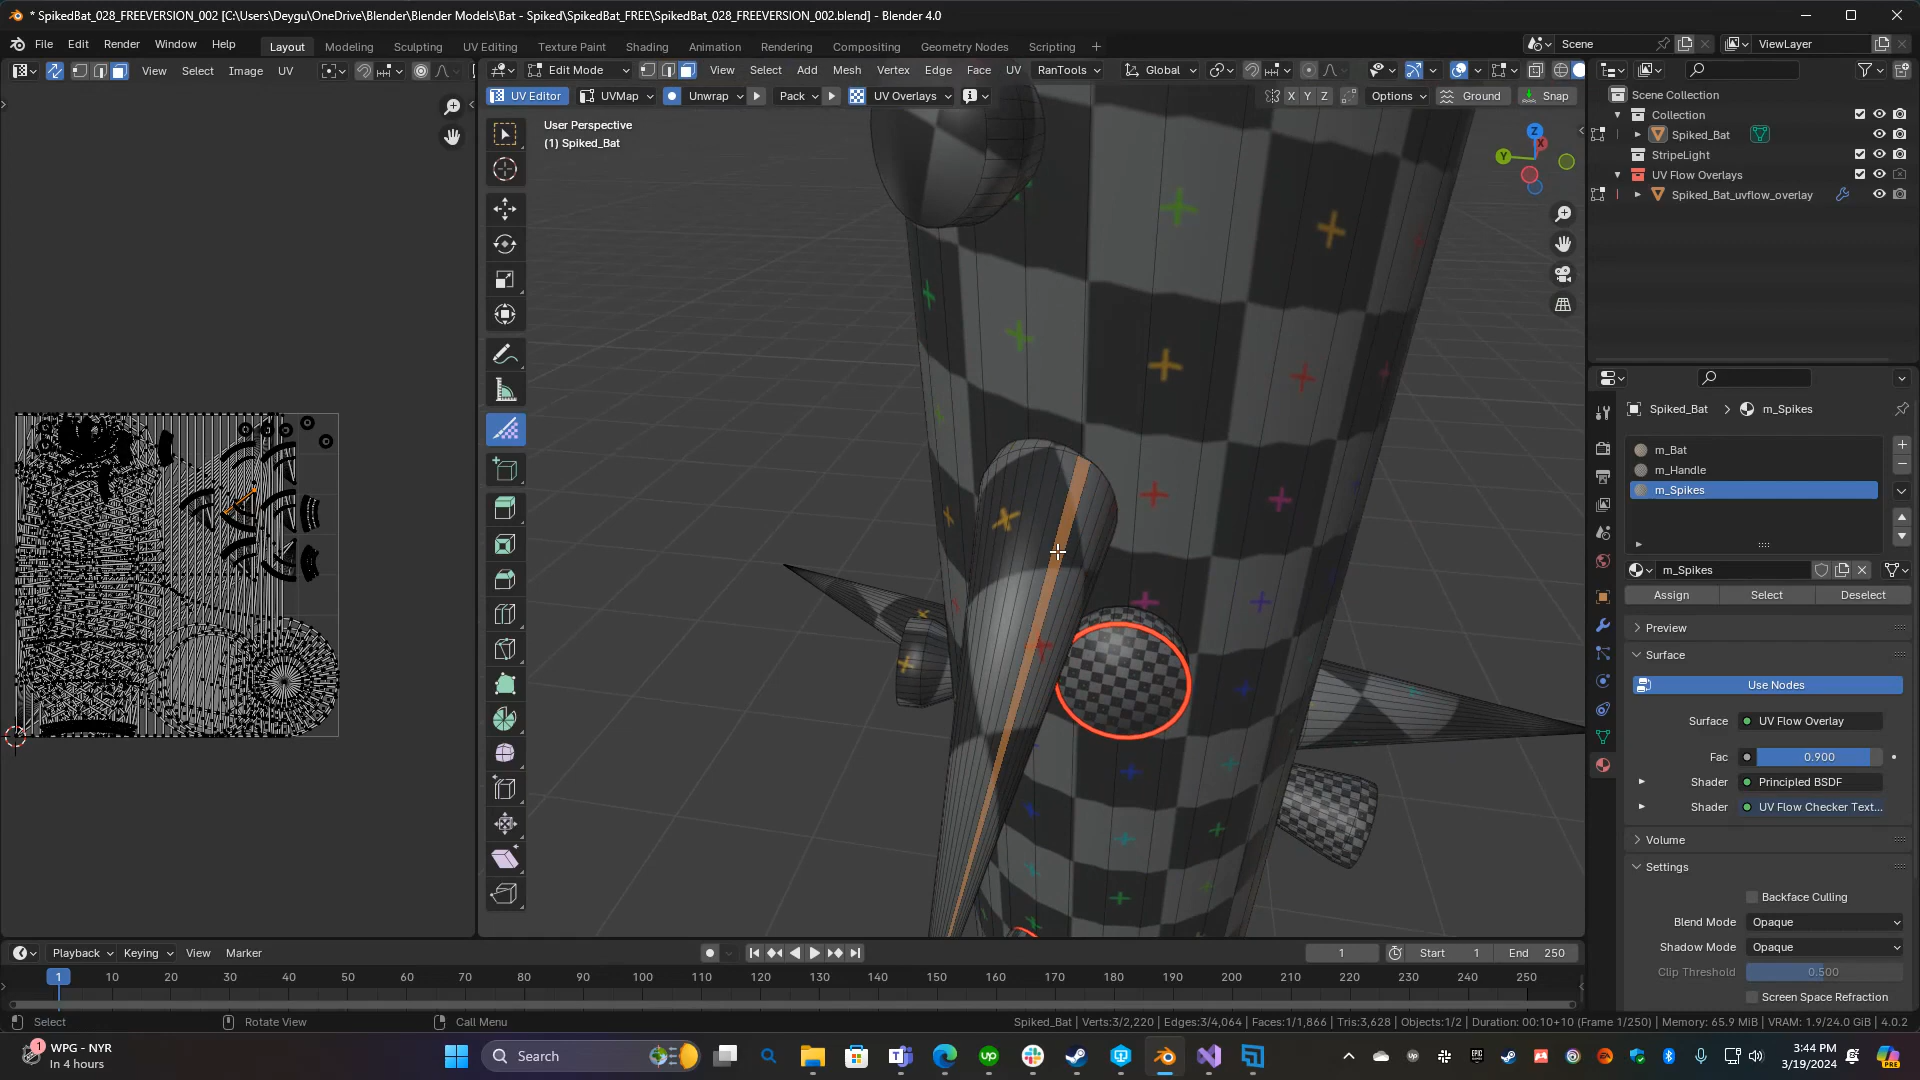 * SpikedBat_028_FREEVERSION_002 [C:\Users\Deygu\OneDrive\Blender\Blender Models\Bat - Spiked\SpikedBat_FREE\SpikedBat_028_FREEVERSION_002.blend] - Blender 4.0
File Edit Render Window Help Layout Modeling Sculpting UV Editing Texture Paint Shading Animation Rendering Compositing Geometry Nodes Scripting + Scene ViewLayer
View Select Image UV Edit Mode View Select Add Mesh Vertex Edge Face UV RanTools Global
UV Editor UVMap Unwrap Pack UV Overlays X Y Z Options Ground Snap
User Perspective
(1) Spiked_Bat
Z
X
Y
Scene Collection
Collection
Spiked_Bat
StripeLight
UV Flow Overlays
Spiked_Bat_uvflow_overlay
Spiked_Bat > m_Spikes
m_Bat
m_Handle
m_Spikes
m_Spikes
Assign Select Deselect
Preview
Surface
Use Nodes
Surface UV Flow Overlay
Fac 0.900
Shader Principled BSDF
Shader UV Flow Checker Text...
Volume
Settings
Backface Culling
Blend Mode Opaque
Shadow Mode Opaque
Clip Threshold 0.500
Screen Space Refraction
Playback Keying View Marker 1 Start 1 End 250
1 10 20 30 40 50 60 70 80 90 100 110 120 130 140 150 160 170 180 190 200 210 220 230 240 250
Select Rotate View Call Menu Spiked_Bat | Verts:3/2,220 | Edges:3/4,064 | Faces:1/1,866 | Tris:3,628 | Objects:1/2 | Duration: 00:10+10 (Frame 1/250) | Memory: 65.9 MiB | VRAM: 1.9/24.0 GiB | 4.0.2
1 WPG - NYR
In 4 hours
Search
3:44 PM
3/19/2024